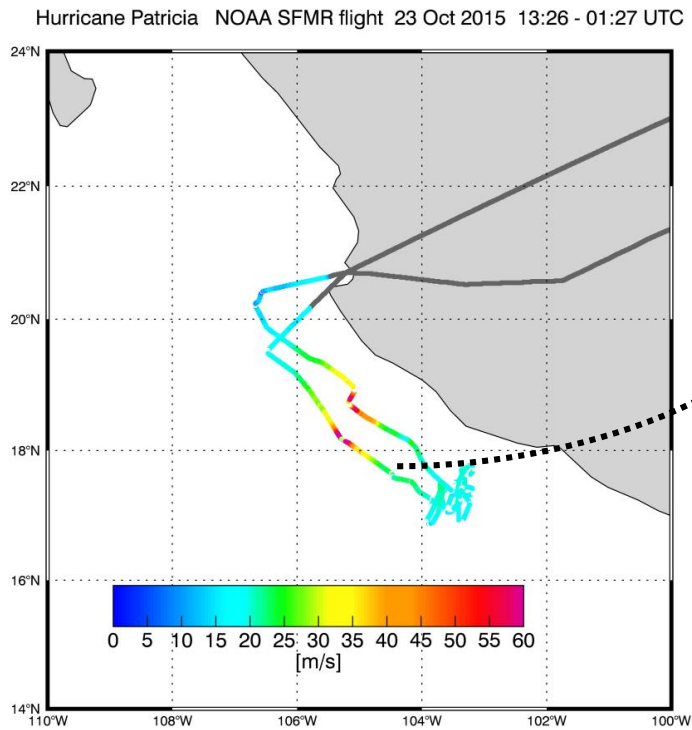 Hurricane Patricia NOAA SFMR flight 23 Oct 2015 13:26 - 01:27 UTC
24°N
22°N
20°N
18°N
16°N
0 5 10 15 20 25 30 35 40 45 50 55 60
[m/s]
14°N
110°W 108°W 106°W 104°W 102°W 100°W